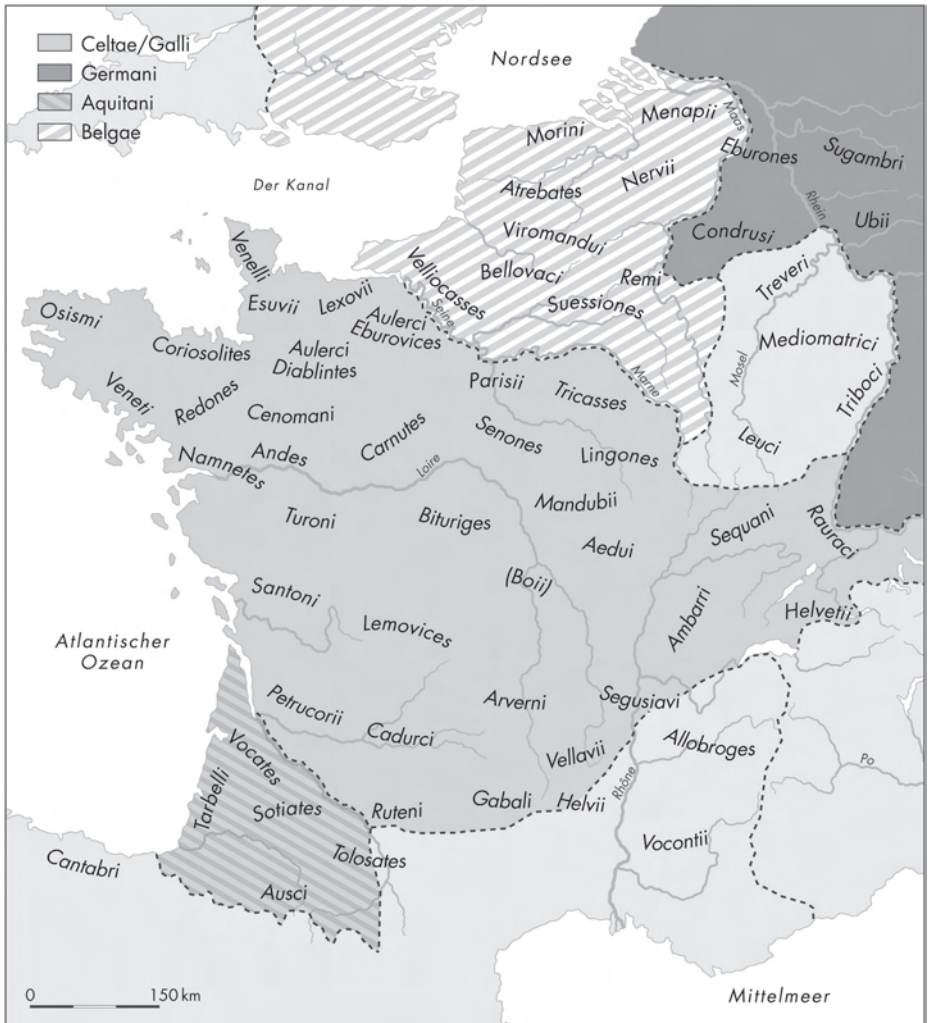 Celtae/Galli
Germani
Aquitani
Belgae
Nordsee
Der Kanal
Morini
Menapii
Maas
Eburones
Sugambri
Atrebates
Nervii
Rhein
Ubii
Viromandui
Condrusi
Venelli
Velliocasses
Bellovaci
Remi
Treveri
Esuvii
Lexovii
Seine
Suessiones
Osismi
Aulerci
Eburovices
Coriosolites
Aulerci
Diablintes
Mediomatrici
Mosel
Marne
Triboci
Veneti
Redones
Parisii
Tricasses
Cenomani
Carnutes
Senones
Leuci
Namnetes
Andes
Loire
Lingones
Turoni
Bituriges
Mandubii
Sequani
Rauraci
Aedui
(Boii)
Santoni
Ambarri
Helvetii
Lemovices
Atlantischer
Ozean
Petrucorii
Arverni
Segusiavi
Cadurci
Allobroges
Vocates
Vellavii
Po
Rhône
Tarbelli
Sotiates
Ruteni
Gabali
Helvii
Cantabri
Tolosates
Vocontii
Ausci
0
150 km
Mittelmeer